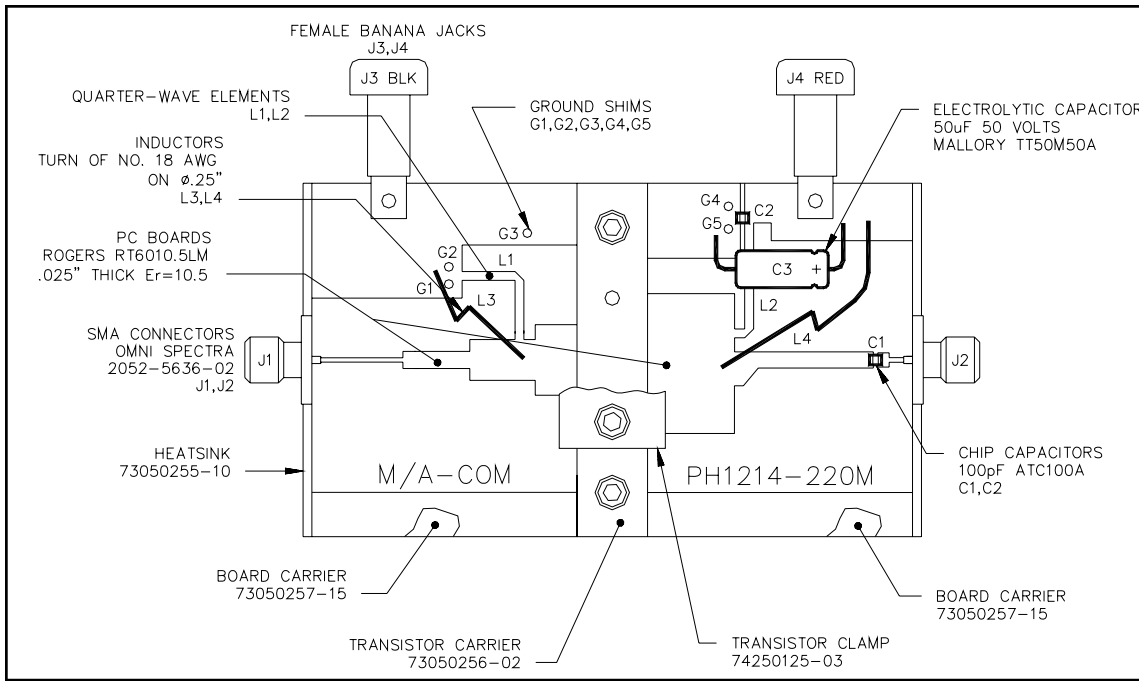 FEMALE BANANA JACKS
J3,J4
J3 BLK
J4 RED
QUARTER-WAVE ELEMENTS
L1,L2
GROUND SHIMS
G1,G2,G3,G4,G5
ELECTROLYTIC CAPACITOR
50uF 50 VOLTS
MALLORY TT50M50A
INDUCTORS
TURN OF NO. 18 AWG
ON ø.25"
L3,L4
PC BOARDS
ROGERS RT6010.5LM
.025" THICK Er=10.5
G3
G2
G1
L1
L3
G4
G5
C2
C3
+
L2
L4
C1
SMA CONNECTORS
OMNI SPECTRA
2052-5636-02
J1,J2
J1
J2
HEATSINK
73050255-10
M/A-COM
PH1214-220M
CHIP CAPACITORS
100pF ATC100A
C1,C2
BOARD CARRIER
73050257-15
TRANSISTOR CARRIER
73050256-02
TRANSISTOR CLAMP
74250125-03
BOARD CARRIER
73050257-15